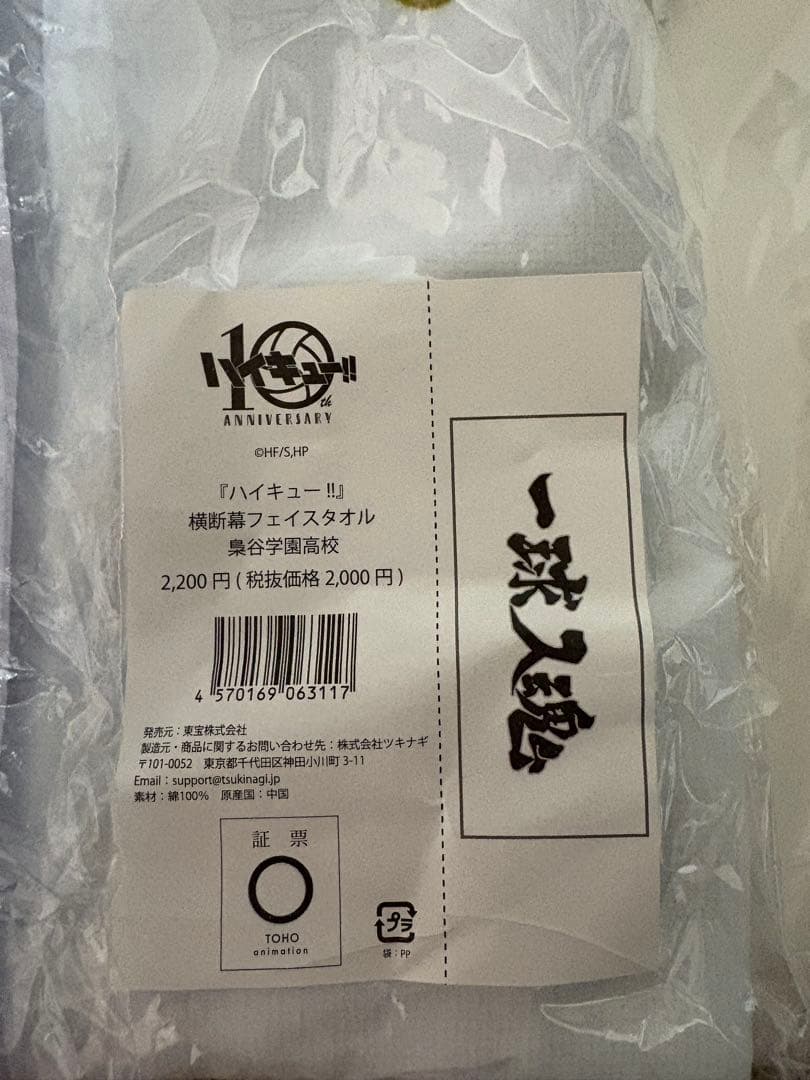 10th
ハイキュー!!
ANNIVERSARY
©HF/S,HP
『ハイキュー!!』
横断幕フェイスタオル
梟谷学園高校
2,200円(税抜価格 2,000円)
4 570169 063117
発売元:東宝株式会社
製造元・商品に関するお問い合わせ先:株式会社ツキナギ
〒101-0052 東京都千代田区神田小川町 3-11
Email:support@tsukinagi.jp
素材:綿100% 原産国:中国
証 票
TOHO
animation
プラ
袋:PP
一球入魂